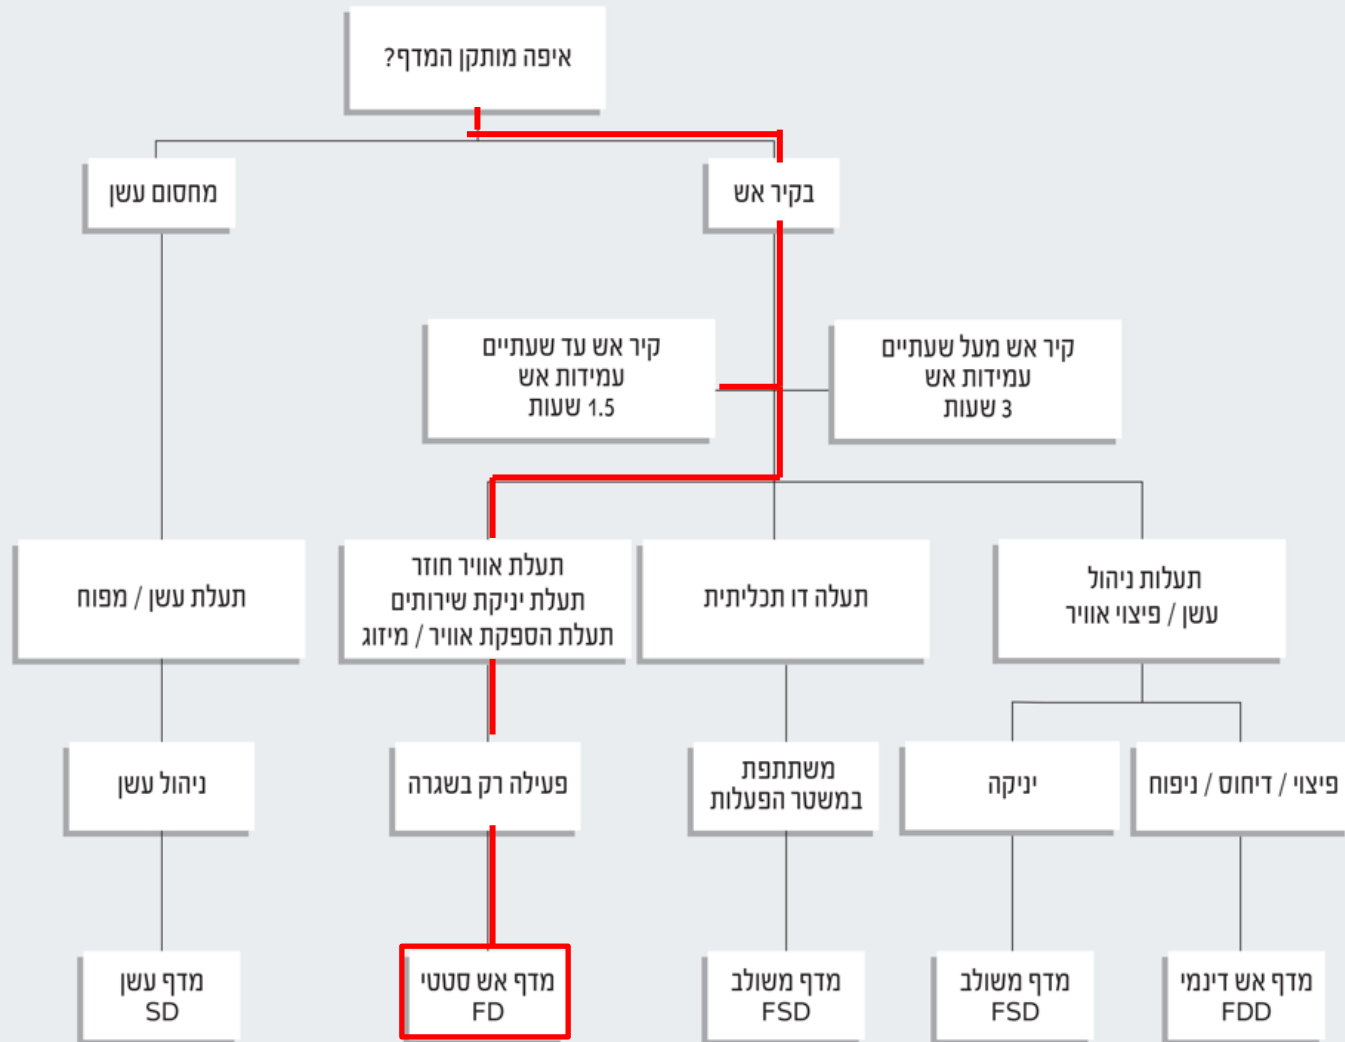 איפה מותקן המדף?
בקיר אש
מחסום עשן
קיר אש מעל שעתיים
עמידות אש
3 שעות
קיר אש עד שעתיים
עמידות אש
1.5 שעות
תעלות ניהול
עשן / פיצוי אוויר
תעלה דו תכליתית
תעלת אוויר חוזר
תעלת יניקת שירותים
תעלת הספקת אוויר / מיזוג
תעלת עשן / מפוח
פיצוי / דיחוס / ניפוח
יניקה
משתתפת
במשטר הפעלות
פעילה רק בשגרה
ניהול עשן
מדף אש דינמי
FDD
מדף משולב
FSD
מדף משולב
FSD
מדף אש סטטי
FD
מדף עשן
SD